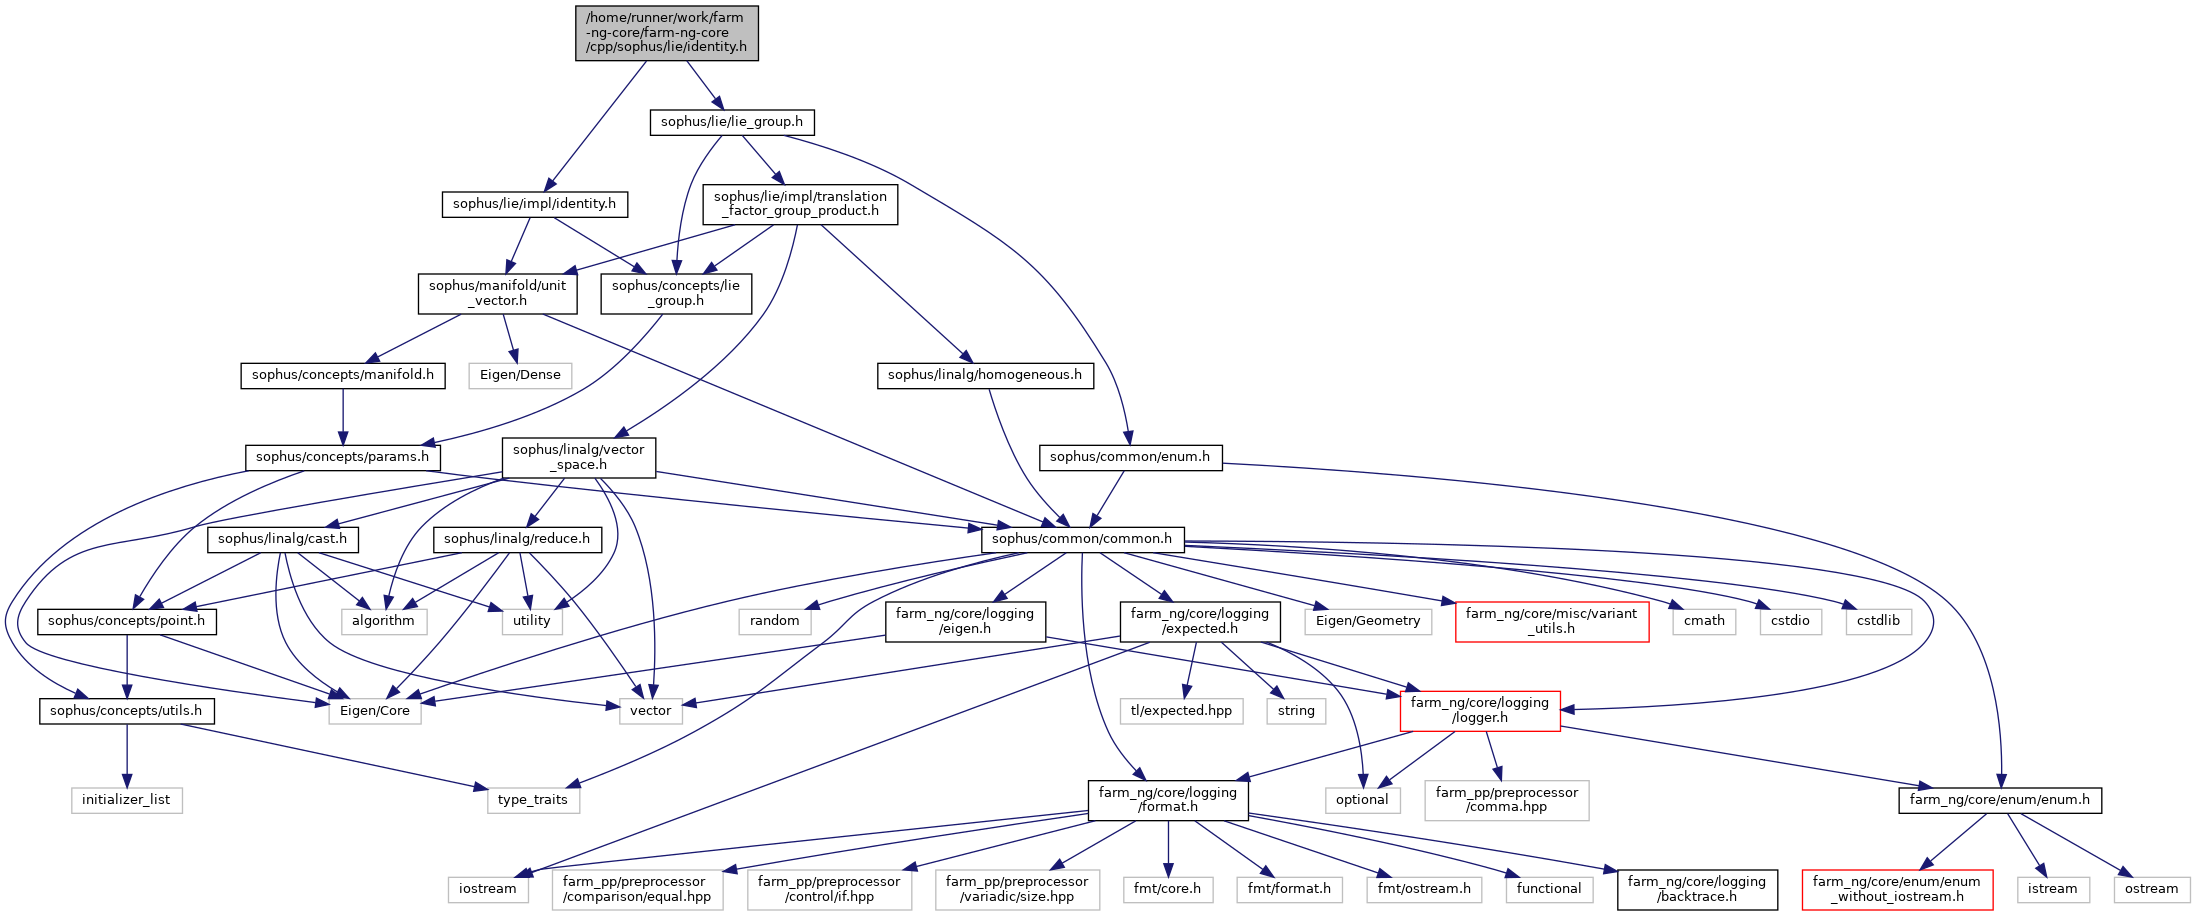 /home/runner/work/farm
-ng-core/farm-ng-core
/cpp/sophus/lie/identity.h
sophus/lie/lie_group.h
sophus/lie/impl/identity.h
sophus/lie/impl/translation
_factor_group_product.h
sophus/manifold/unit
_vector.h
sophus/concepts/lie
_group.h
sophus/concepts/manifold.h
Eigen/Dense
sophus/linalg/homogeneous.h
sophus/concepts/params.h
sophus/linalg/vector
_space.h
sophus/common/enum.h
sophus/linalg/cast.h
sophus/linalg/reduce.h
sophus/common/common.h
sophus/concepts/point.h
algorithm
utility
random
farm_ng/core/logging
/eigen.h
farm_ng/core/logging
/expected.h
Eigen/Geometry
farm_ng/core/misc/variant
_utils.h
cmath
cstdio
cstdlib
sophus/concepts/utils.h
Eigen/Core
vector
tl/expected.hpp
string
farm_ng/core/logging
/logger.h
initializer_list
type_traits
farm_ng/core/logging
/format.h
optional
farm_pp/preprocessor
/comma.hpp
farm_ng/core/enum/enum.h
iostream
farm_pp/preprocessor
/comparison/equal.hpp
farm_pp/preprocessor
/control/if.hpp
farm_pp/preprocessor
/variadic/size.hpp
fmt/core.h
fmt/format.h
fmt/ostream.h
functional
farm_ng/core/logging
/backtrace.h
farm_ng/core/enum/enum
_without_iostream.h
istream
ostream